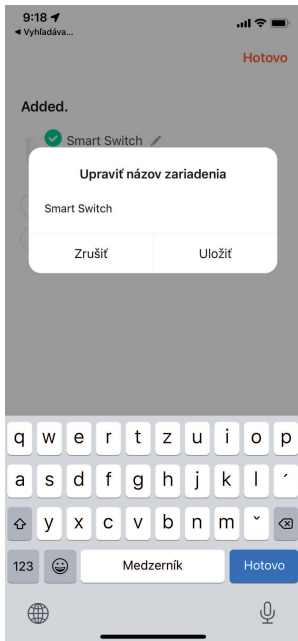 9:18
◄ Vyhľadáva...
Hotovo
Added.
Smart Switch
Upraviť názov zariadenia
Smart Switch
Zrušiť Uložiť
q w e r t z u i o p
a s d f g h j k l ´
y x c v b n m ˇ
123 Medzerník Hotovo